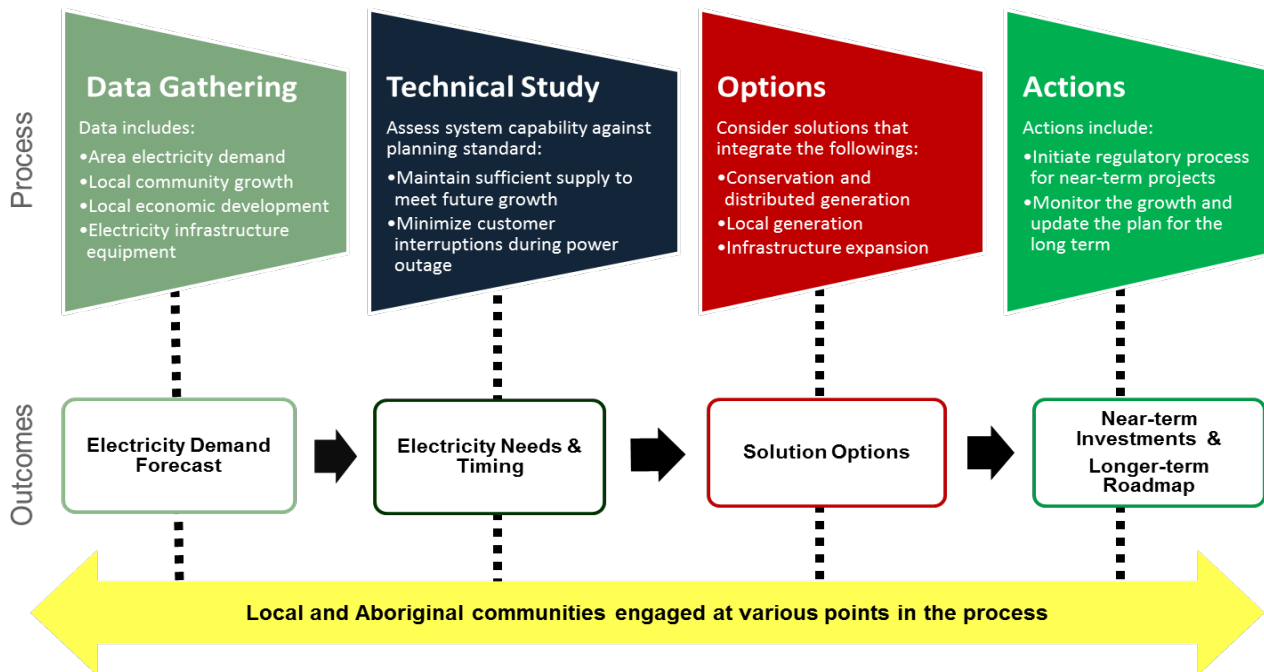 Process
Data Gathering
Data includes:
•Area electricity demand
•Local community growth
•Local economic development
•Electricity infrastructure
equipment
Technical Study
Assess system capability against
planning standard:
•Maintain sufficient supply to
meet future growth
•Minimize customer
interruptions during power
outage
Options
Consider solutions that
integrate the followings:
•Conservation and
distributed generation
•Local generation
•Infrastructure expansion
Actions
Actions include:
•Initiate regulatory process
for near-term projects
•Monitor the growth and
update the plan for the
long term
Outcomes
Electricity Demand
Forecast
Electricity Needs &
Timing
Solution Options
Near-term
Investments &
Longer-term
Roadmap
Local and Aboriginal communities engaged at various points in the process